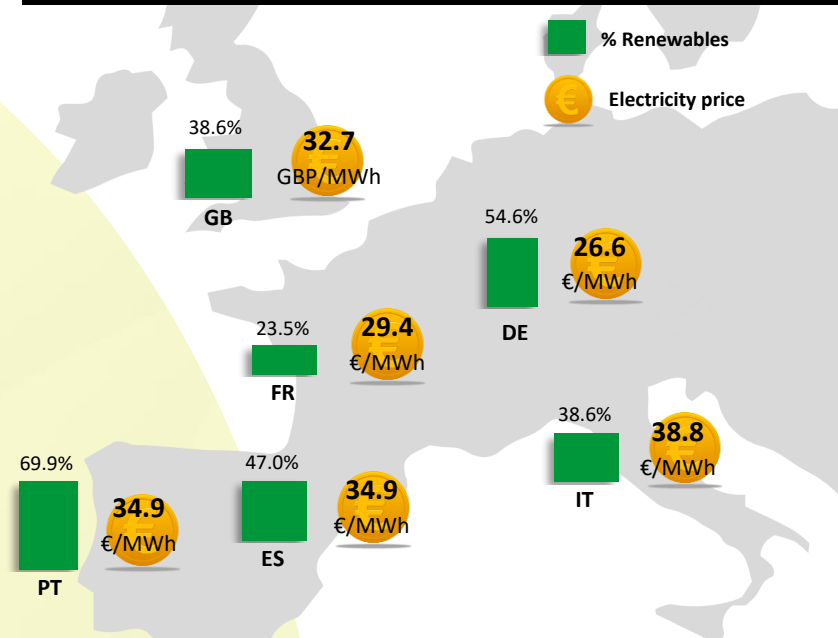 % Renewables
Electricity price
38.6%
32.7
GBP/MWh
GB
54.6%
26.6
€/MWh
DE
23.5%
29.4
€/MWh
FR
38.6%
38.8
€/MWh
IT
69.9%
34.9
€/MWh
PT
47.0%
34.9
€/MWh
ES